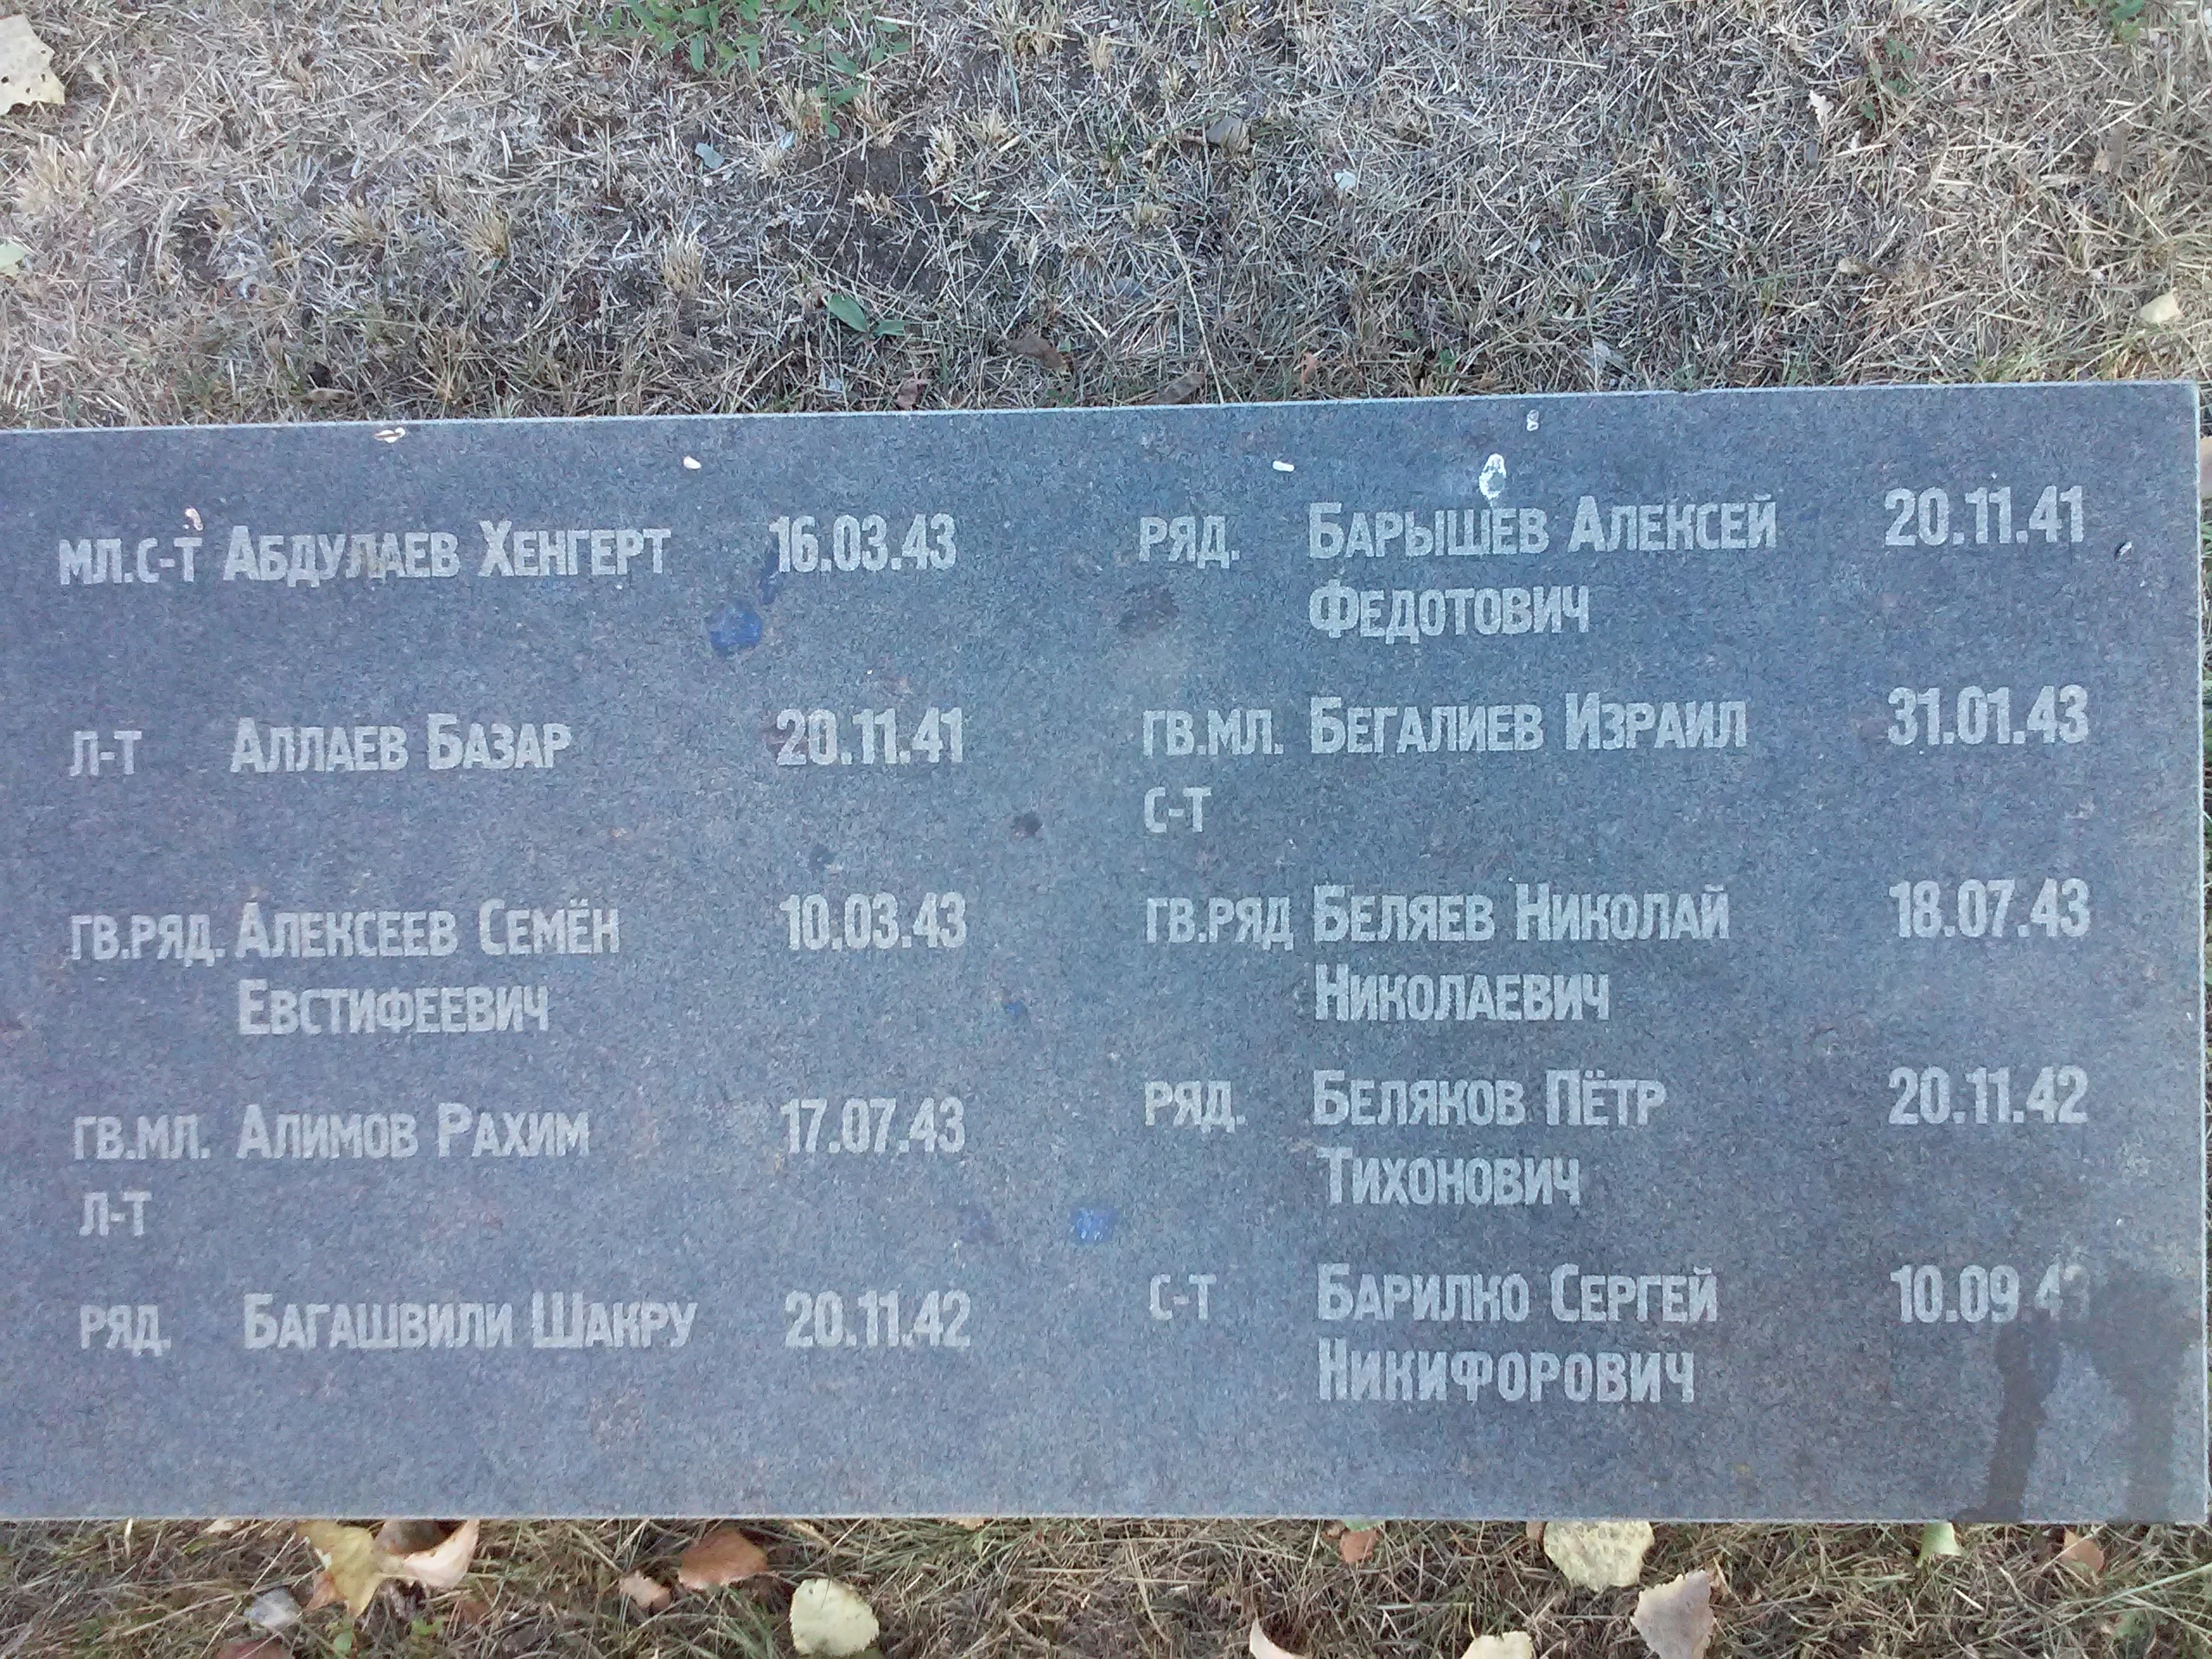 МЛ.С-Т АБДУЛАЕВ ХЕНГЕРТ 16.03.43
Л-Т АЛЛАЕВ БАЗАР 20.11.41
ГВ.РЯД. АЛЕКСЕЕВ СЕМЁН 10.03.43
ЕВСТИФЕЕВИЧ
ГВ.МЛ. АЛИМОВ РАХИМ 17.07.43
Л-Т
РЯД. БАГАШВИЛИ ШАКРУ 20.11.42
РЯД. БАРЫШЕВ АЛЕКСЕЙ 20.11.41
ФЕДОТОВИЧ
ГВ.МЛ. БЕГАЛИЕВ ИЗРАИЛ 31.01.43
С-Т
ГВ.РЯД БЕЛЯЕВ НИКОЛАЙ 18.07.43
НИКОЛАЕВИЧ
РЯД. БЕЛЯКОВ ПЁТР 20.11.42
ТИХОНОВИЧ
С-Т БАРИЛКО СЕРГЕЙ 10.09.43
НИКИФОРОВИЧ